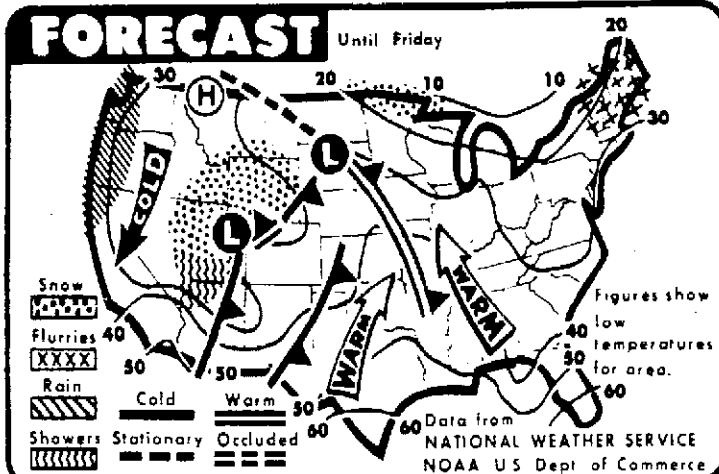 FORECAST
Until Friday
30
20
10
10
20
30
H
L
L
COLD
WARM
WARM
Snow
Flurries
Rain
Showers
Cold
Warm
Stationary
Occluded
40
50
50
50
60
60
40
50
60
Figures show
low
temperatures
for area.
Data from
NATIONAL WEATHER SERVICE
NOAA U S Dept of Commerce